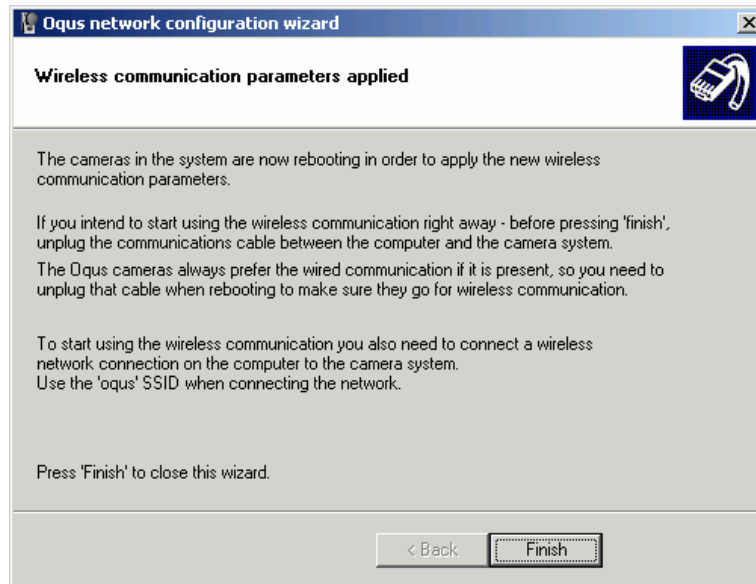 Oqus network configuration wizard
Wireless communication parameters applied
The cameras in the system are now rebooting in order to apply the new wireless
communication parameters.
If you intend to start using the wireless communication right away - before pressing 'finish',
unplug the communications cable between the computer and the camera system.
The Oqus cameras always prefer the wired communication if it is present, so you need to
unplug that cable when rebooting to make sure they go for wireless communication.
To start using the wireless communication you also need to connect a wireless
network connection on the computer to the camera system.
Use the 'oqus' SSID when connecting the network.
Press 'Finish' to close this wizard.
< Back
Finish